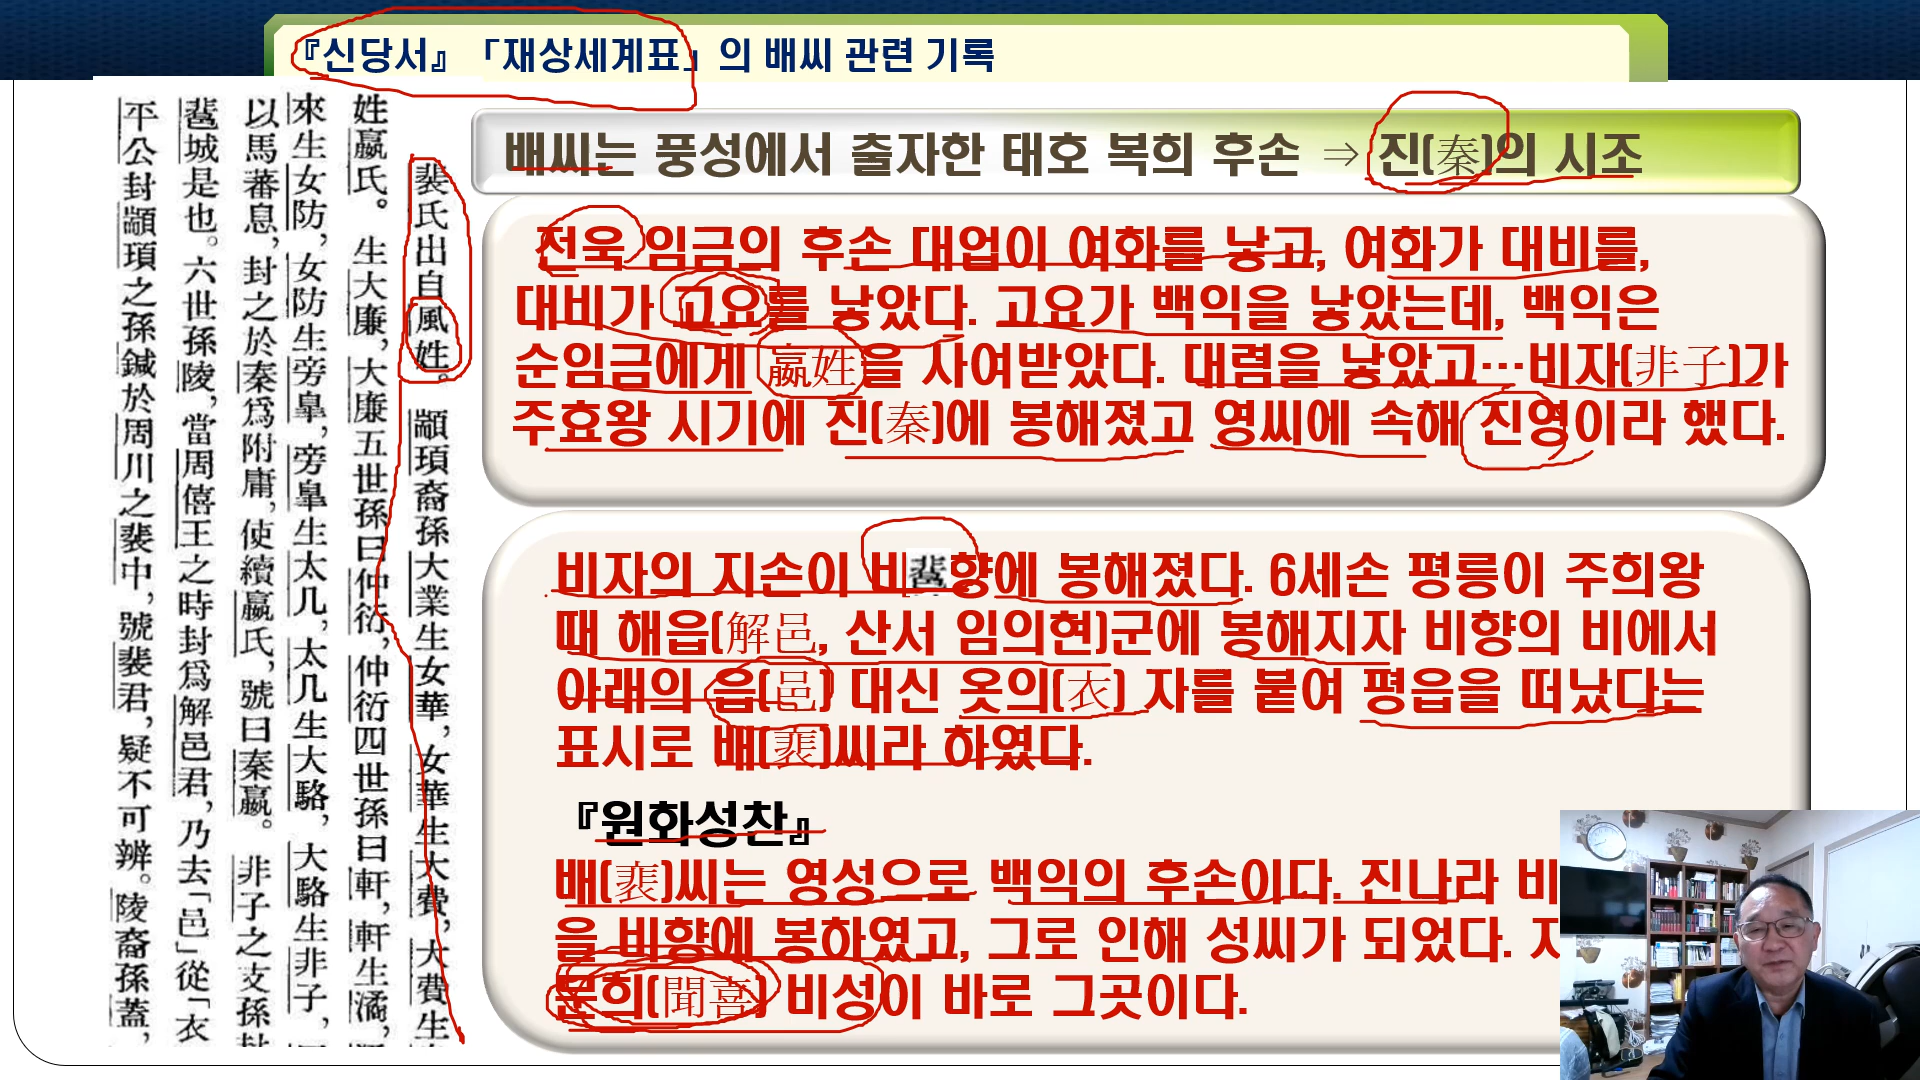 『신당서』 「재상세계표」의 배씨 관련 기록
배씨는 풍성에서 출자한 태호 복희 후손 ⇒ 진(秦)의 시조
전욱 임금의 후손 대업이 여화를 낳고, 여화가 대비를,
대비가 고요를 낳았다. 고요가 백익을 낳았는데, 백익은
순임금에게 嬴姓을 사여받았다. 대렴을 낳았고…비자(非子)가
주효왕 시기에 진(秦)에 봉해졌고 영씨에 속해 진영이라 했다.
비자의 지손이 비𨛬향에 봉해졌다. 6세손 평릉이 주희왕
때 해읍(解邑, 산서 임의현)군에 봉해지자 비향의 비에서
아래의 읍(邑) 대신 옷의(衣) 자를 붙여 평읍을 떠났다는
표시로 배(裵)씨라 하였다.
『원화성찬』
배(裵)씨는 영성으로 백익의 후손이다. 진나라 비
을 비향에 봉하였고, 그로 인해 성씨가 되었다.
문희(聞喜) 비성이 바로 그곳이다.
裴氏出自風姓。顓頊裔孫大業生女華，女華生大費，大費生
姓嬴氏。生大廉，大廉五世孫曰仲衍，仲衍四世孫曰軒，軒生潏，
來生女防，女防生旁皐，旁皐生太几，太几生大駱，大駱生非子，
以馬蕃息，封之於秦爲附庸，使續嬴氏，號曰秦嬴。非子之支孫封
𨛬城是也。六世孫陵，當周僖王之時封爲解邑君，乃去「邑」從「衣
平公封顓頊之孫鍼於周川之裴中，號裴君，疑不可辨。陵裔孫蓋，